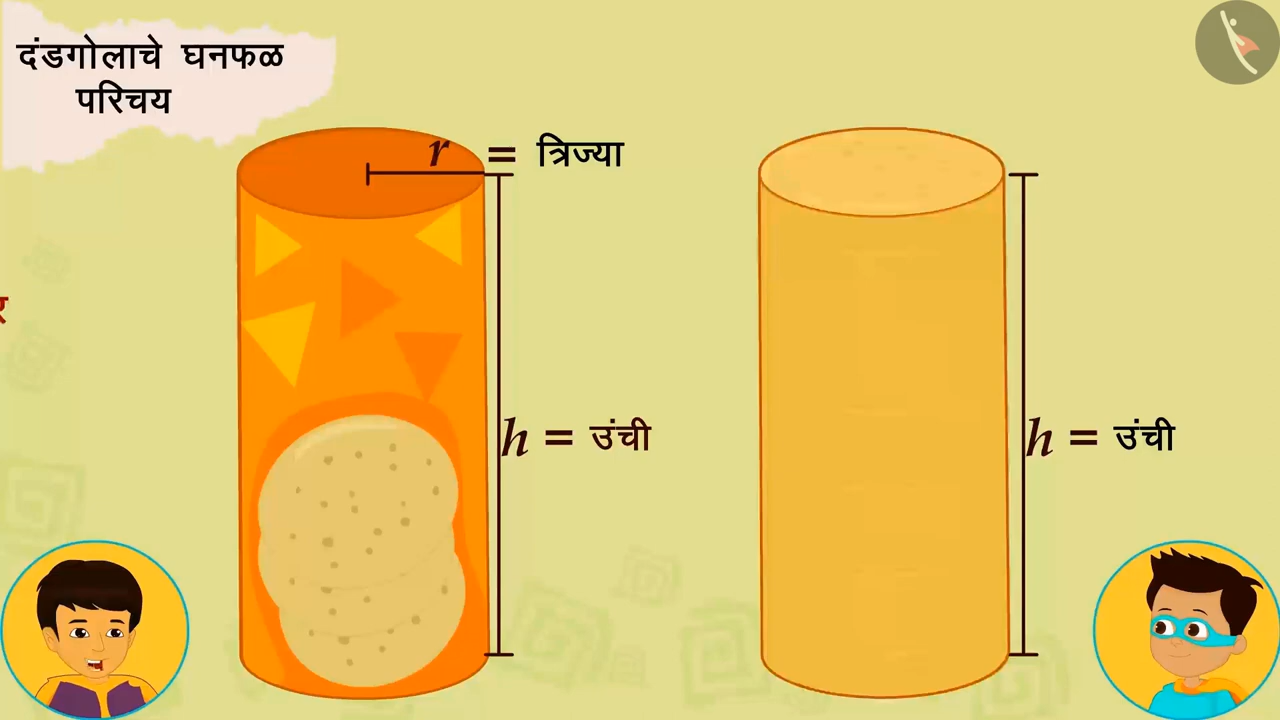 दंडगोलाचे घनफळ
परिचय
r = त्रिज्या
h = उंची
h = उंची